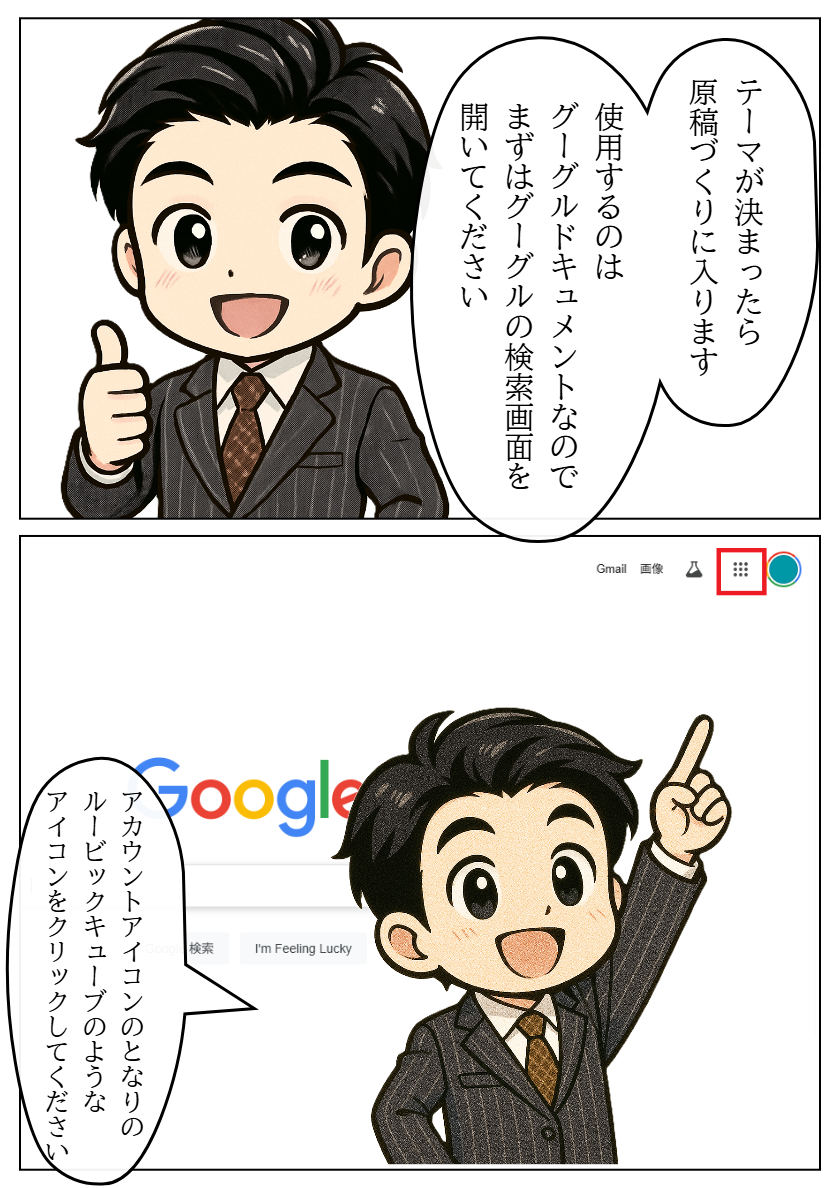 テーマが決まったら
原稿づくりに入ります
使用するのは
グーグルドキュメントなので
まずはグーグルの検索画面を
開いてください
Gmail 画像
Google
Google 検索
I'm Feeling Lucky
アカウントアイコンのとなりの
ルービックキューブのような
アイコンをクリックしてください